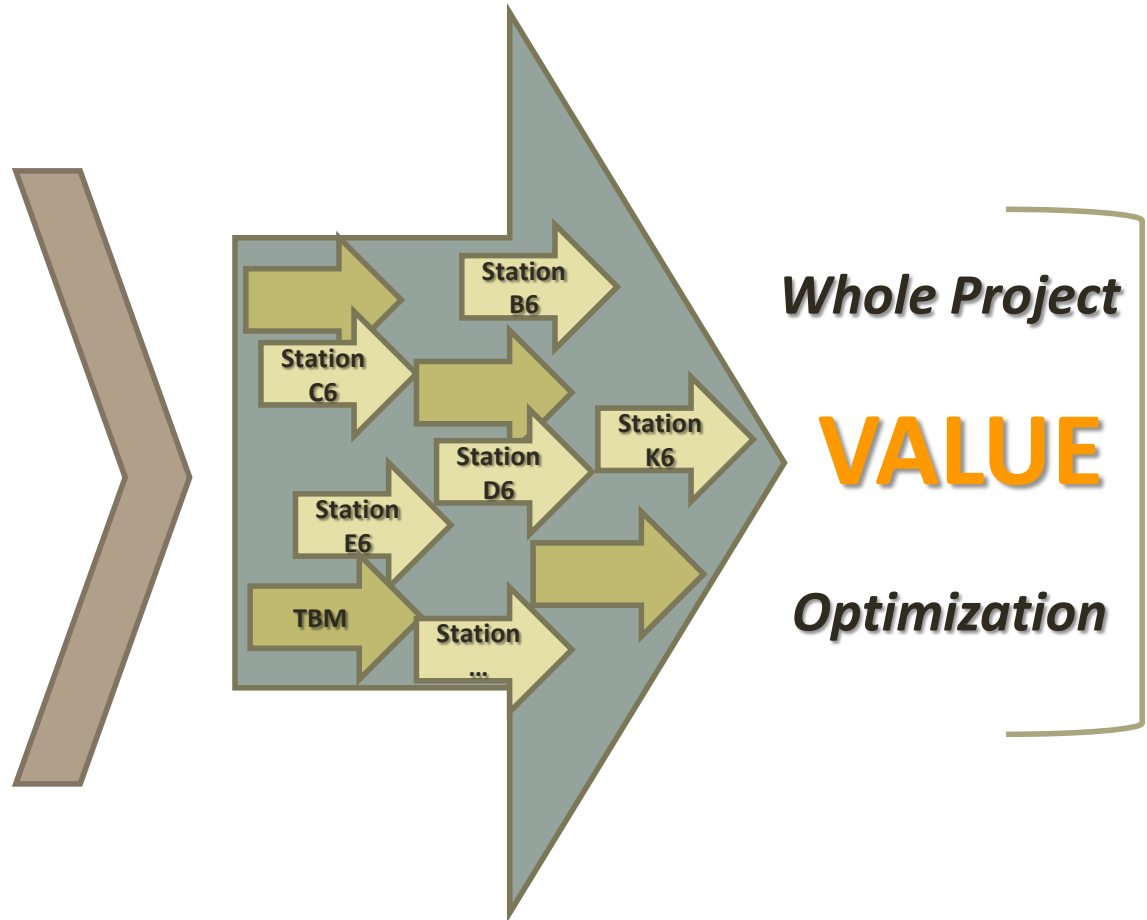 Station
B6
Station
C6
Station
K6
Station
D6
Station
E6
TBM
Station
...
Whole Project
VALUE
Optimization